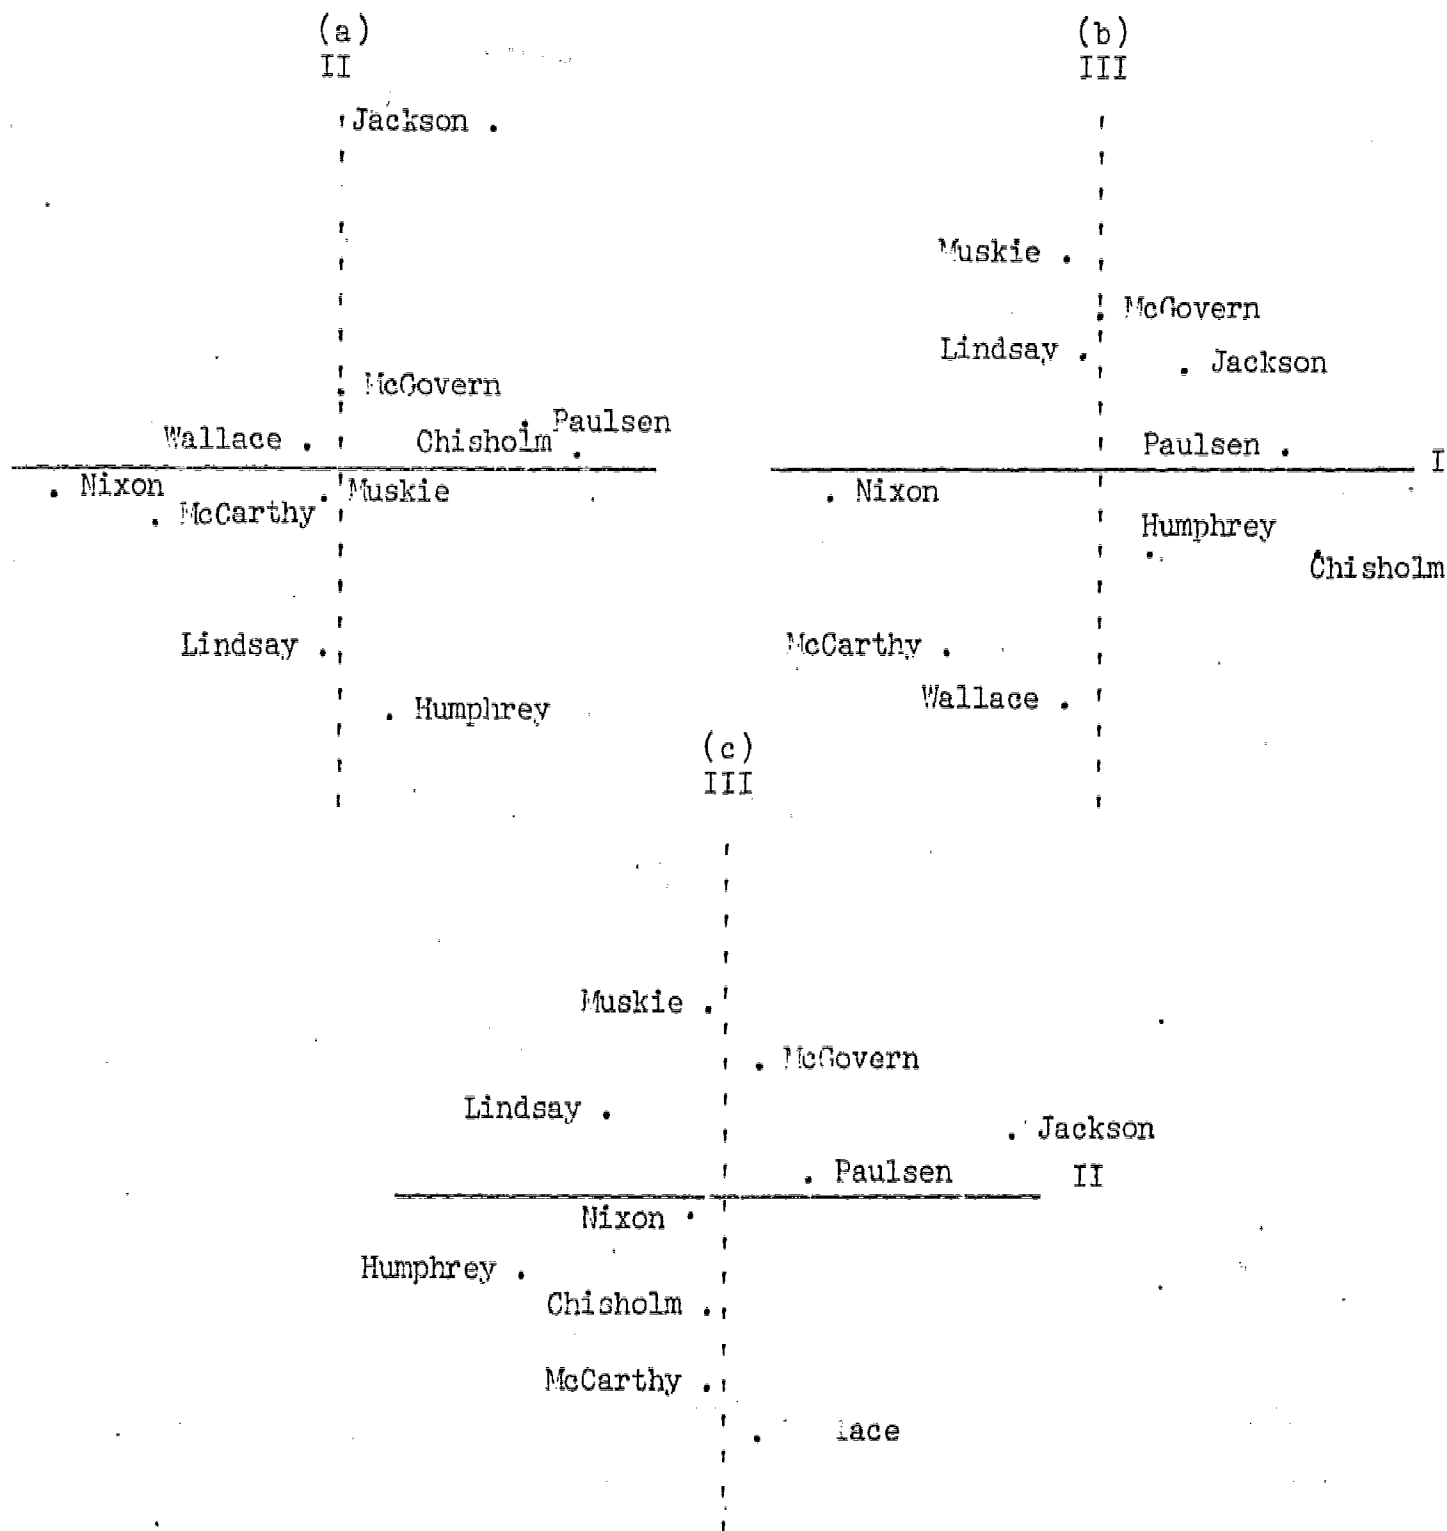 (a)
II
Jackson
McGovern
Paulsen
Wallace
Chisholm
Nixon
Muskie
McCarthy
Lindsay
Humphrey
(b)
III
Muskie
McGovern
Lindsay
Jackson
Paulsen
I
Nixon
Humphrey
Chisholm
McCarthy
Wallace
(c)
III
Muskie
McGovern
Lindsay
Jackson
Paulsen
II
Nixon
Humphrey
Chisholm
McCarthy
lace